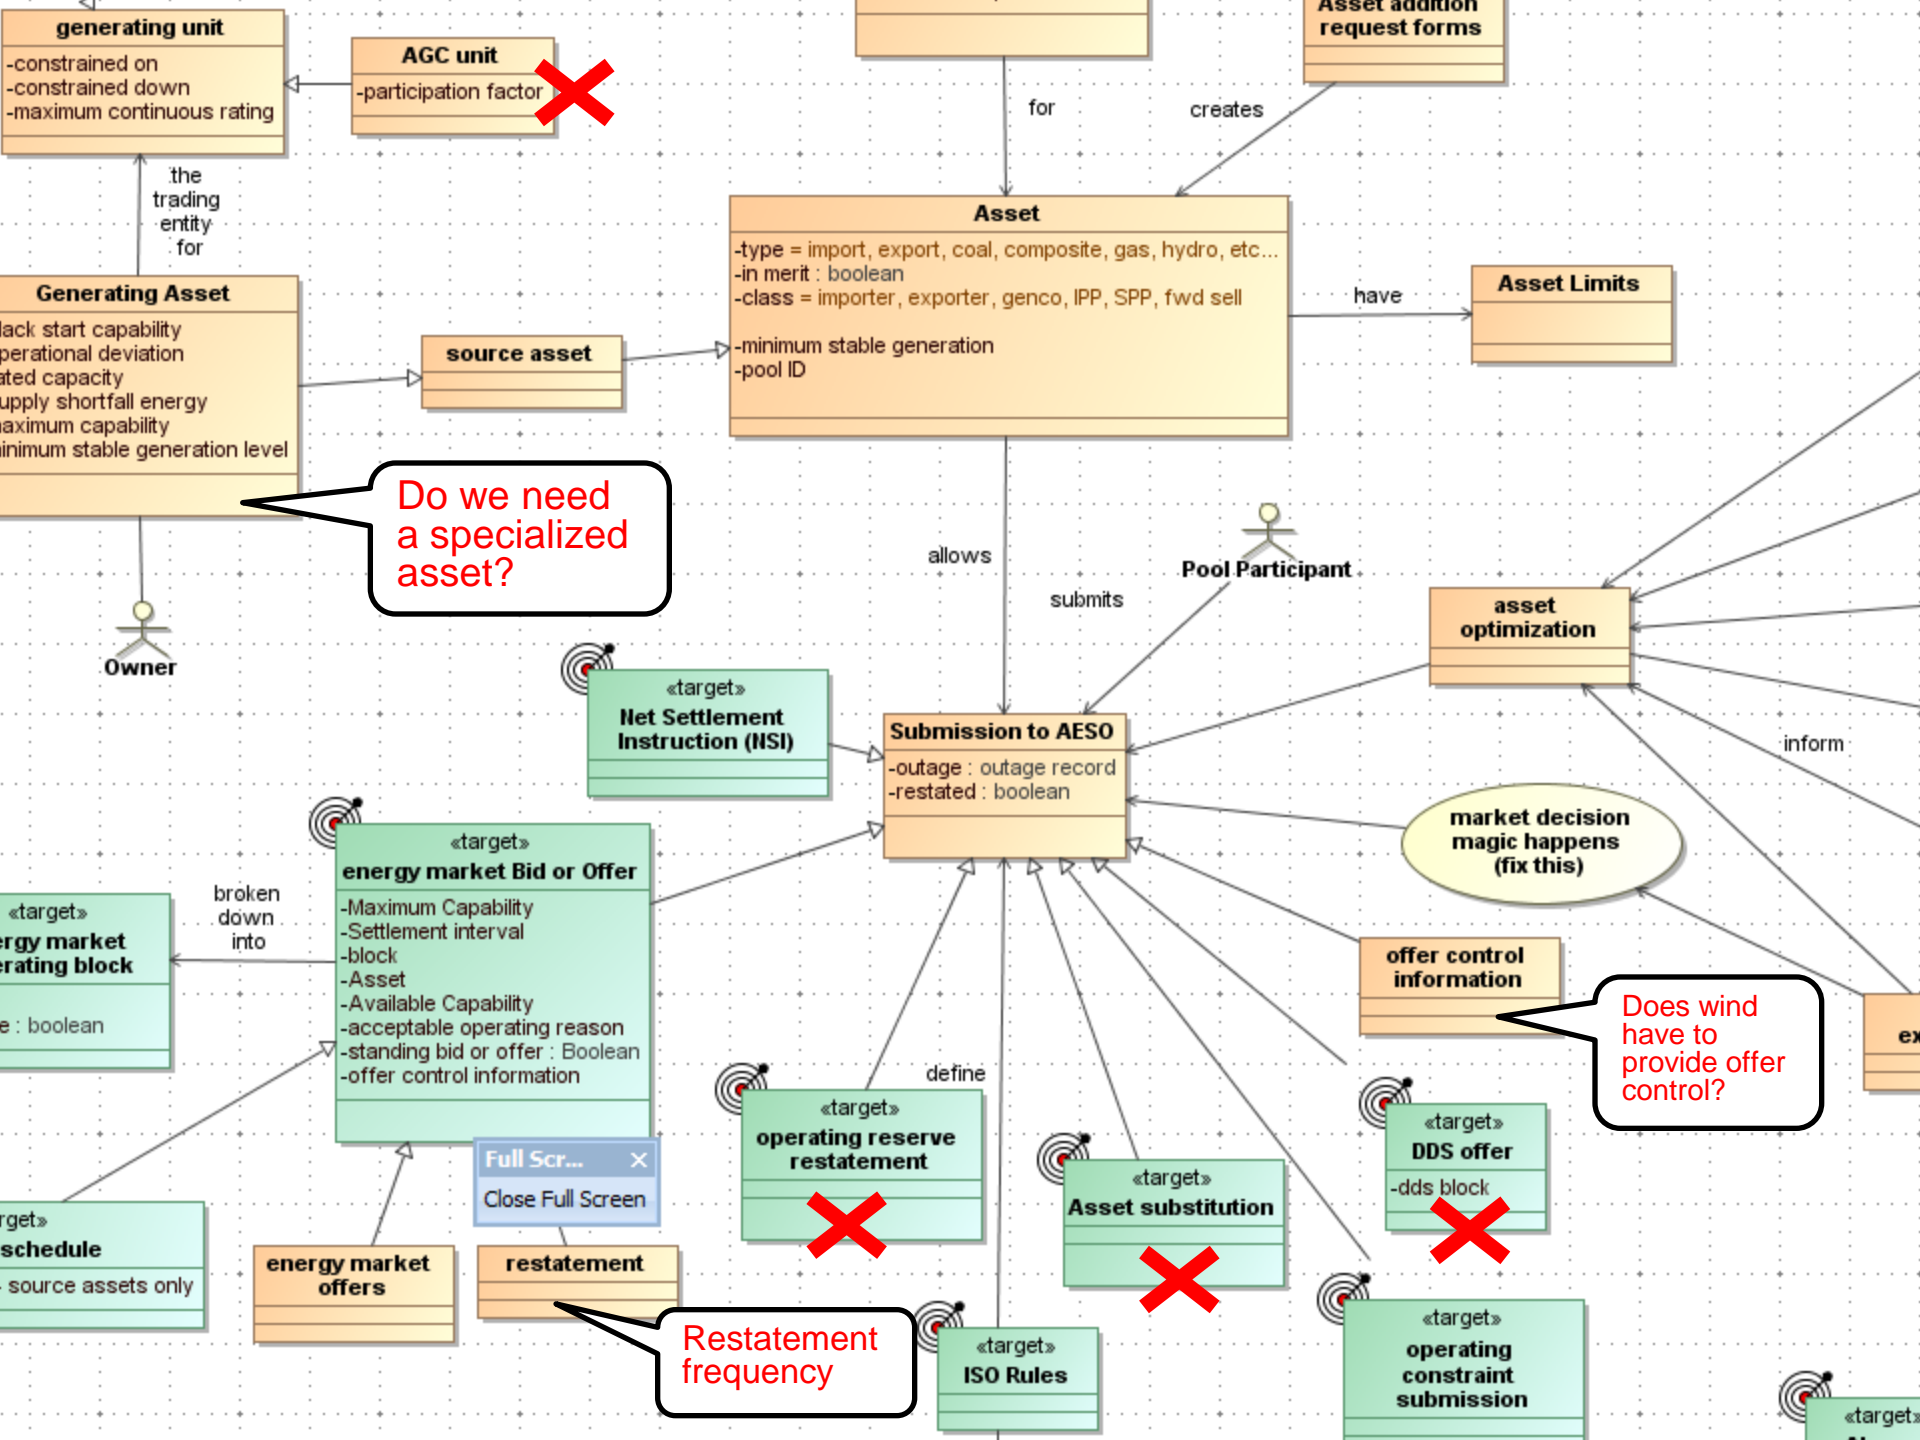 generating unit
-constrained on
-constrained down
-maximum continuous rating
AGC unit
-participation factor
Asset addition
request forms
for
creates
the
trading
entity
for
Asset
-type = import, export, coal, composite, gas, hydro, etc...
-in merit : boolean
-class = importer, exporter, genco, IPP, SPP, fwd sell
-minimum stable generation
-pool ID
have
Asset Limits
Generating Asset
lack start capability
perational deviation
ated capacity
upply shortfall energy
aximum capability
inimum stable generation level
source asset
Do we need
a specialized
asset?
Owner
allows
submits
Pool Participant
asset
optimization
inform
«target»
Net Settlement
Instruction (NSI)
Submission to AESO
-outage : outage record
-restated : boolean
market decision
magic happens
(fix this)
«target»
energy market Bid or Offer
-Maximum Capability
-Settlement interval
-block
-Asset
-Available Capability
-acceptable operating reason
-standing bid or offer : Boolean
-offer control information
broken
down
into
«target»
ergy market
erating block
e : boolean
offer control
information
Does wind
have to
provide offer
control?
ex
define
«target»
operating reserve
restatement
«target»
Asset substitution
«target»
DDS offer
-dds block
Full Scr...
Close Full Screen
rget»
schedule
- source assets only
energy market
offers
restatement
Restatement
frequency
«target»
ISO Rules
«target»
operating
constraint
submission
«target»